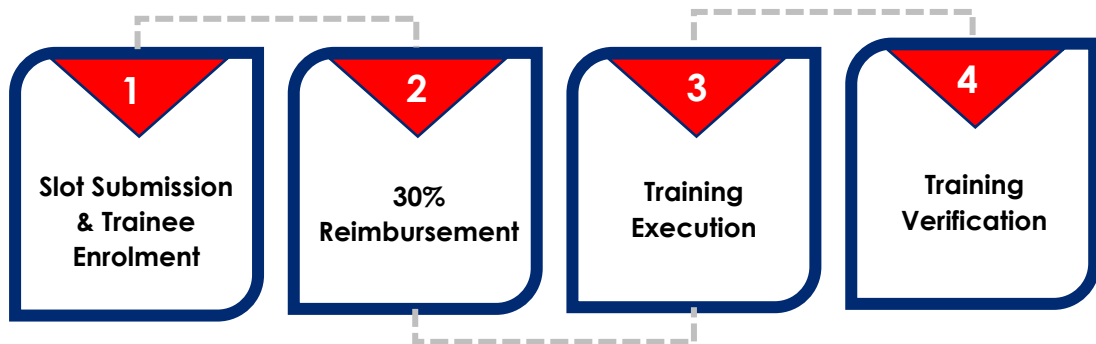 1
Slot Submission
& Trainee
Enrolment
2
30%
Reimbursement
3
Training
Execution
4
Training
Verification